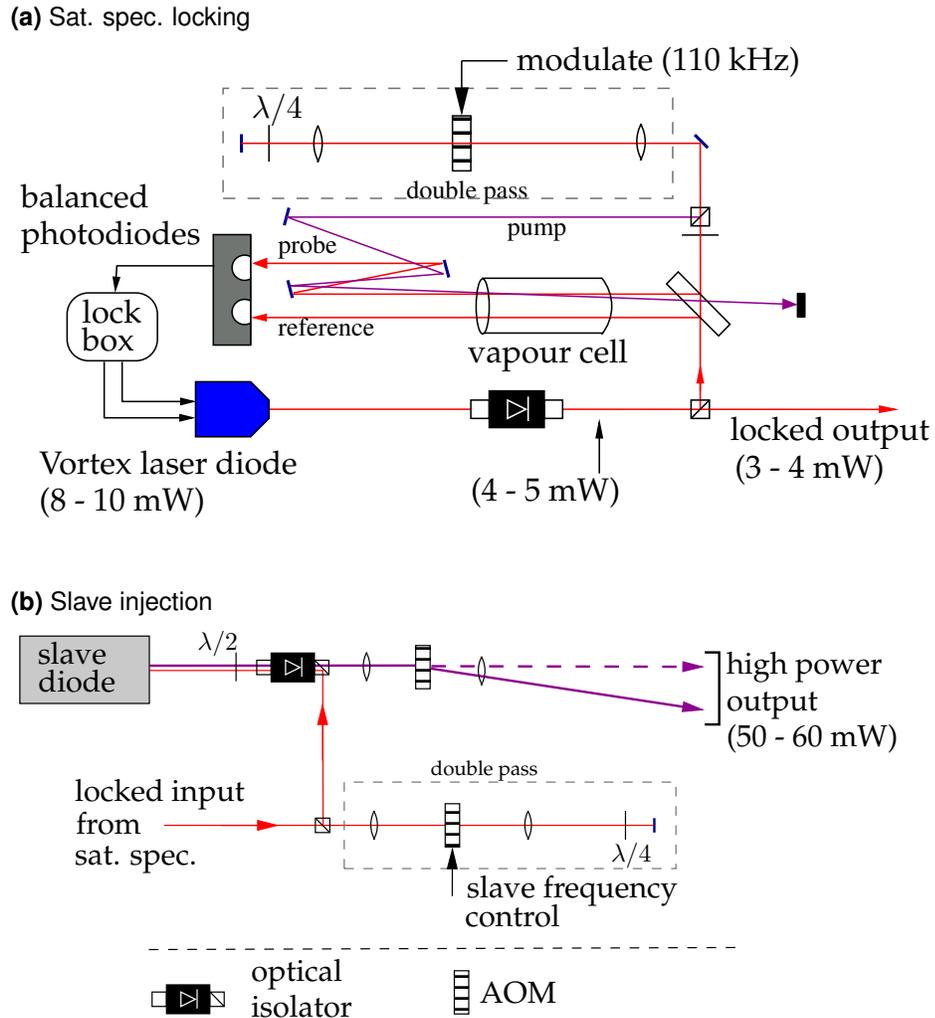 (a) Sat. spec. locking
modulate (110 kHz)
λ/4
double pass
balanced
photodiodes
pump
probe
reference
lock
box
vapour cell
Vortex laser diode
(8 - 10 mW)
(4 - 5 mW)
locked output
(3 - 4 mW)
(b) Slave injection
slave
diode
λ/2
high power
output
(50 - 60 mW)
double pass
locked input
from
sat. spec.
λ/4
slave frequency
control
optical
isolator
AOM